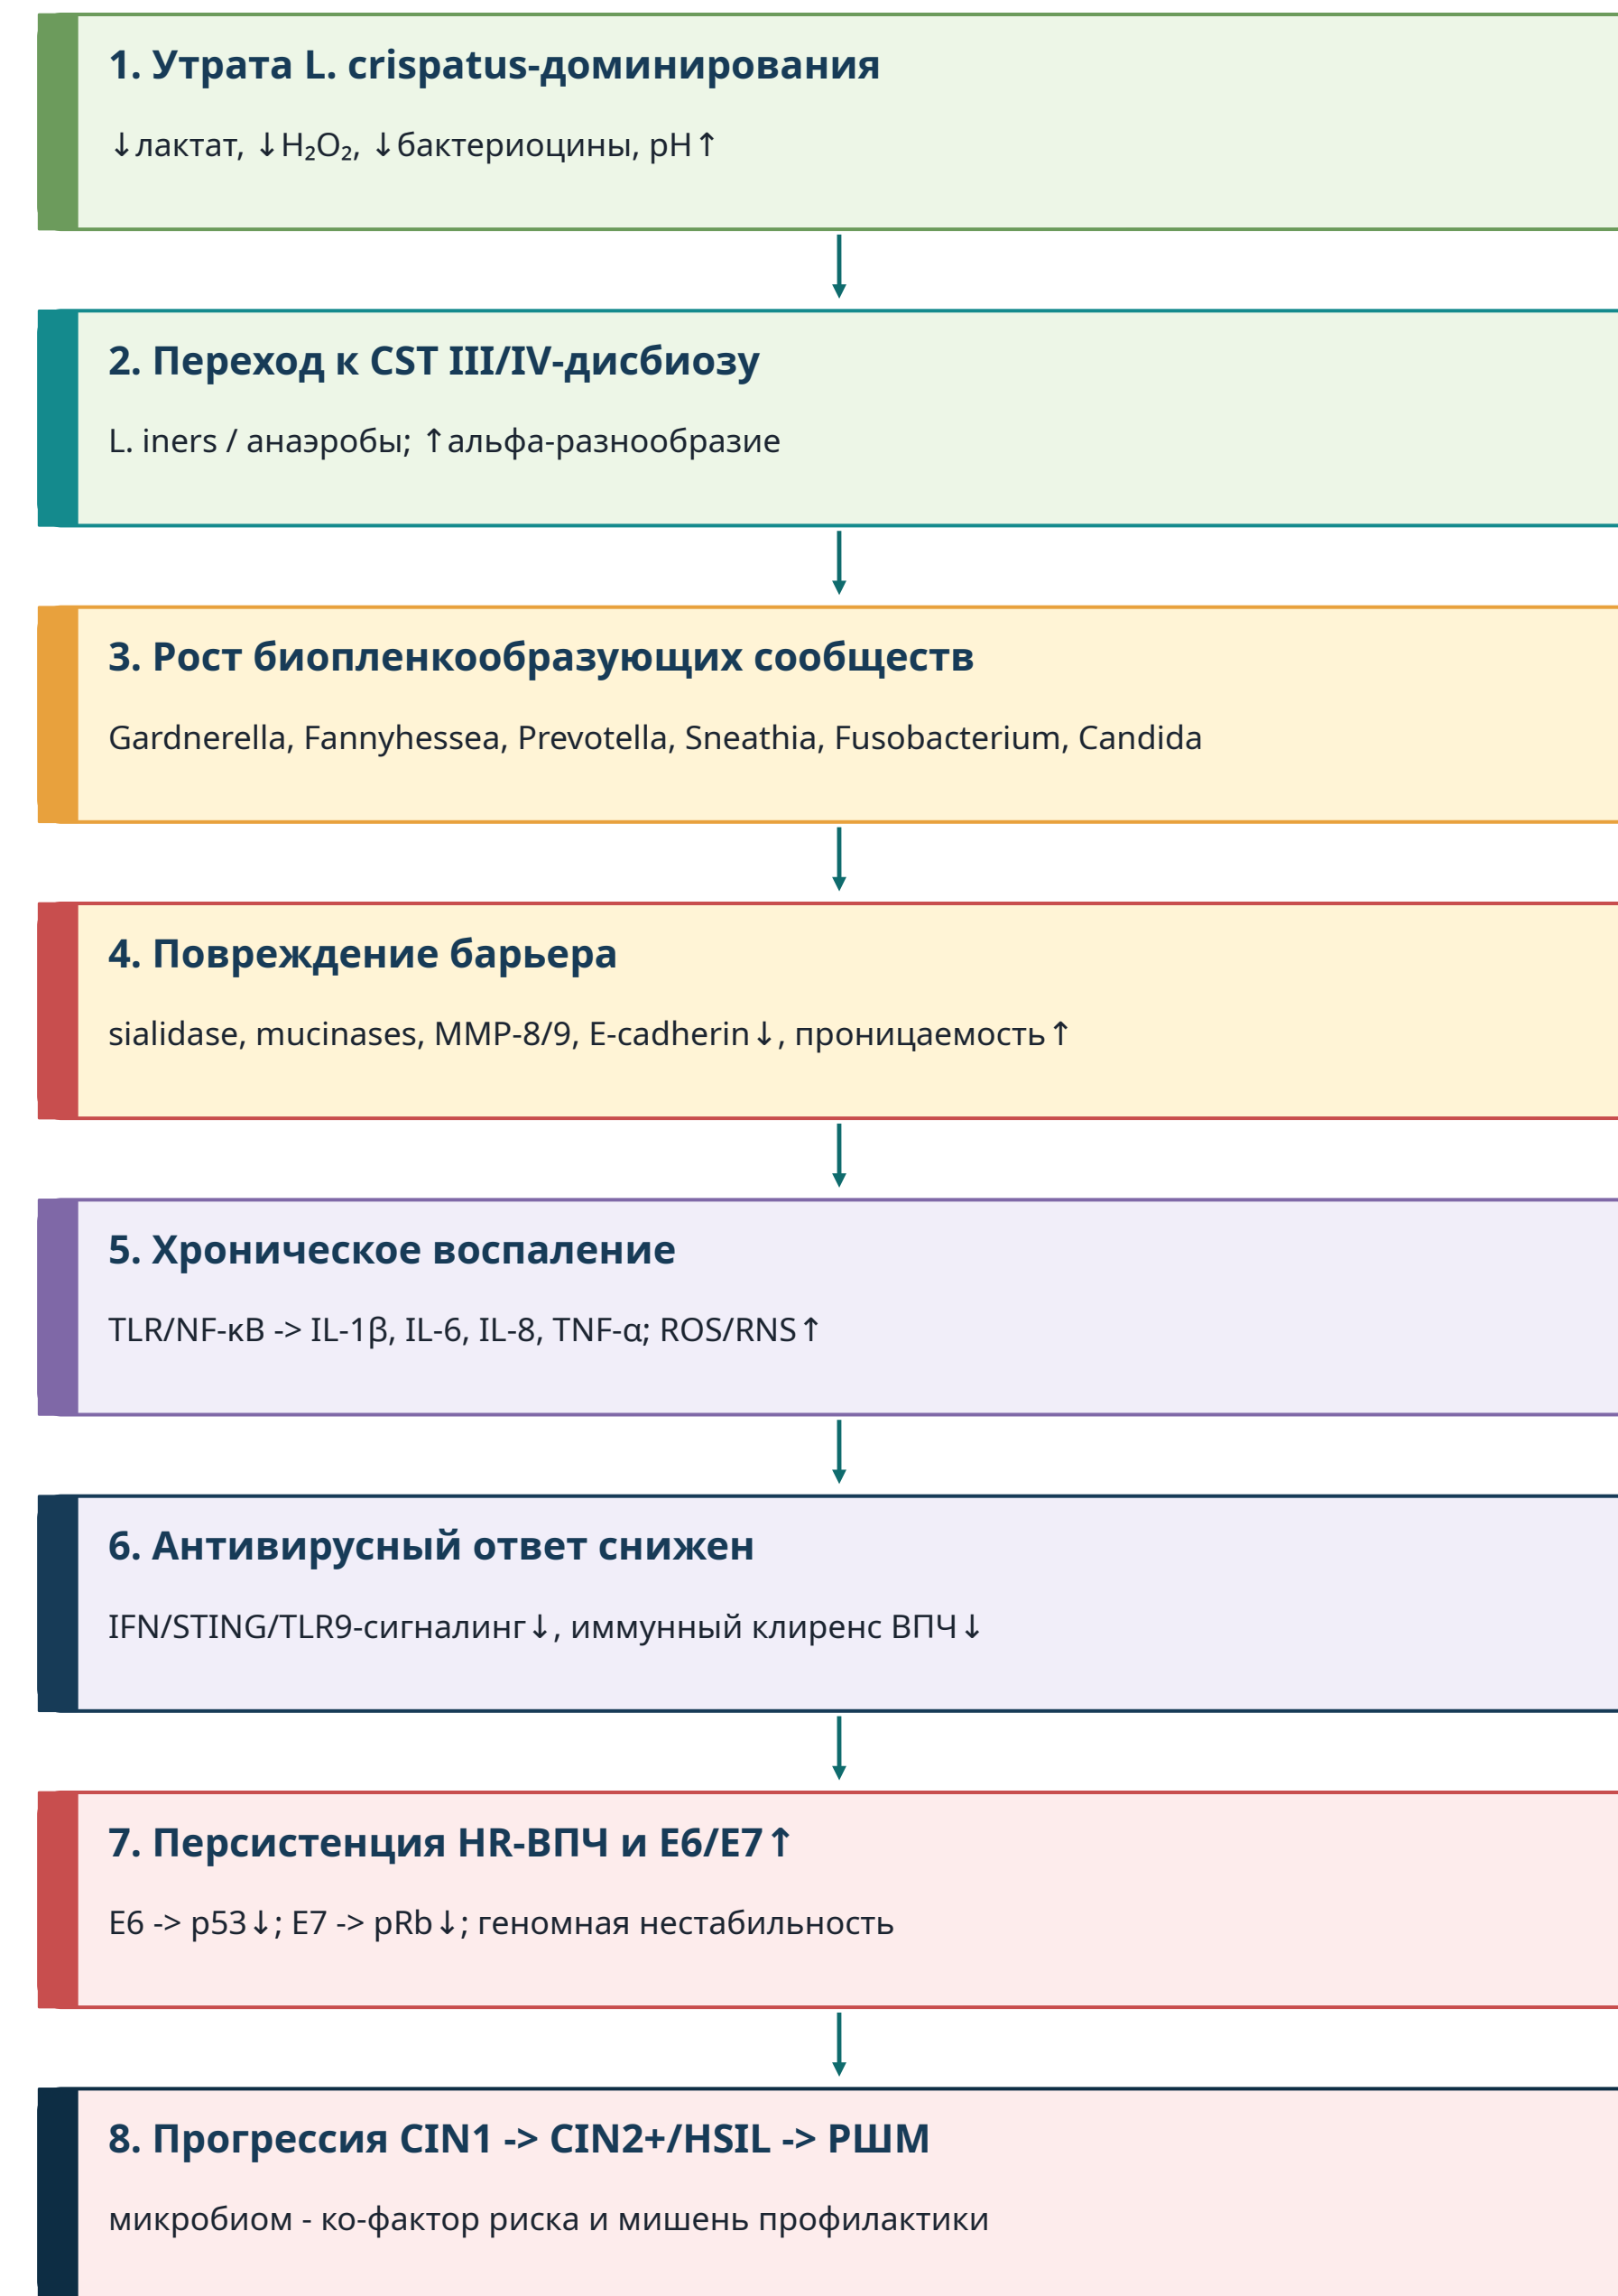 1. Утрата L. crispatus-доминирования
↓лактат, ↓H₂O₂, ↓бактериоцины, pH↑
2. Переход к CST III/IV-дисбиозу
L. iners / анаэробы; ↑альфа-разнообразие
3. Рост биопленкообразующих сообществ
Gardnerella, Fannyhessea, Prevotella, Sneathia, Fusobacterium, Candida
4. Повреждение барьера
sialidase, mucinases, MMP-8/9, E-cadherin↓, проницаемость↑
5. Хроническое воспаление
TLR/NF-κB -> IL-1β, IL-6, IL-8, TNF-α; ROS/RNS↑
6. Антивирусный ответ снижен
IFN/STING/TLR9-сигналинг↓, иммунный клиренс ВПЧ↓
7. Персистенция HR-ВПЧ и E6/E7↑
E6 -> p53↓; E7 -> pRb↓; геномная нестабильность
8. Прогрессия CIN1 -> CIN2+/HSIL -> РШМ
микробиом - ко-фактор риска и мишень профилактики